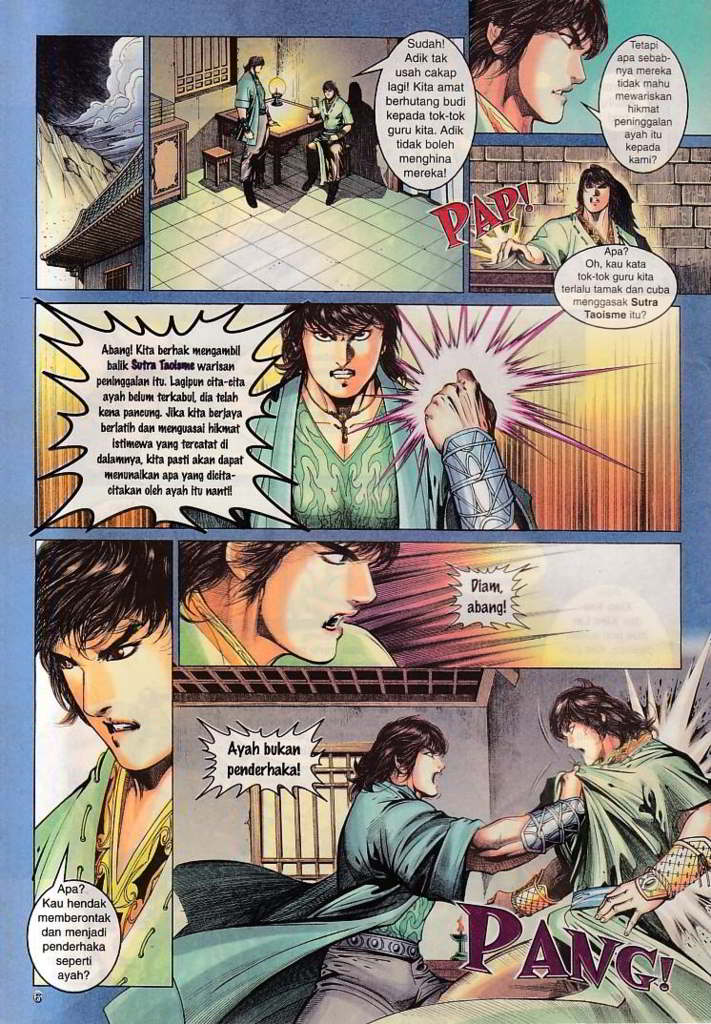 Sudah!
Adik tak
usah cakap
lagi! Kita amat
berhutang budi
kepada tok-tok
guru kita. Adik
tidak boleh
menghina
mereka!
Tetapi
apa sebab-
nya mereka
tidak mahu
mewariskan
hikmat
peninggalan
ayah itu
kepada
kami?
PAP!
Apa?
Oh, kau kata
tok-tok guru kita
terlalu tamak dan cuba
menggasak Sutra
Taoisme itu?
Abang! Kita berhak mengambil
balik Sutra Taoisme warisan
peninggalan itu. Lagipun cita-cita
ayah belum terkabul, dia telah
kena pancung. Jika kita berjaya
berlatih dan menguasai hikmat
istimewa yang tercatat di
dalamnya, kita pasti akan dapat
menunaikan apa yang dicita-
citakan oleh ayah itu nanti!
Diam,
abang!
Apa?
Kau hendak
memberontak
dan menjadi
penderhaka
seperti
ayah?
Ayah bukan
penderhaka!
PANG!
6